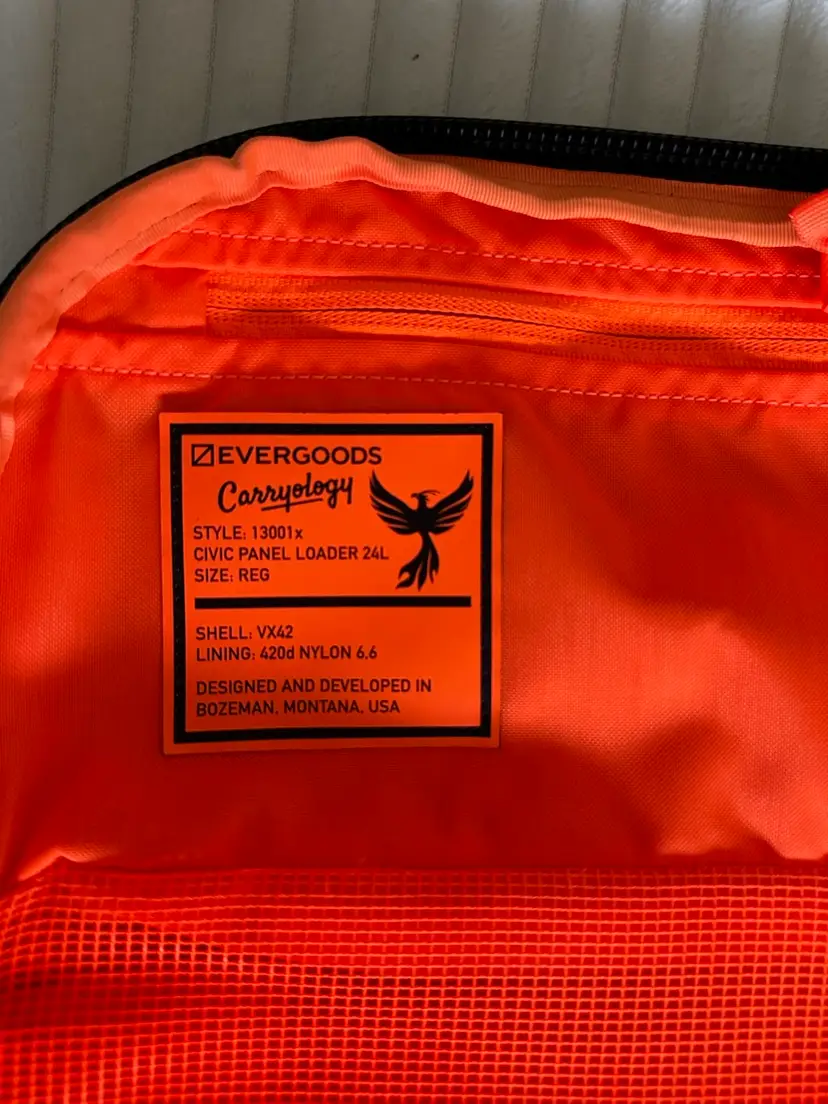 EVERGOODS
Carryology
STYLE: 13001x
CIVIC PANEL LOADER 24L
SIZE: REG
SHELL: VX42
LINING: 420d NYLON 6,6
DESIGNED AND DEVELOPED IN
BOZEMAN, MONTANA, USA